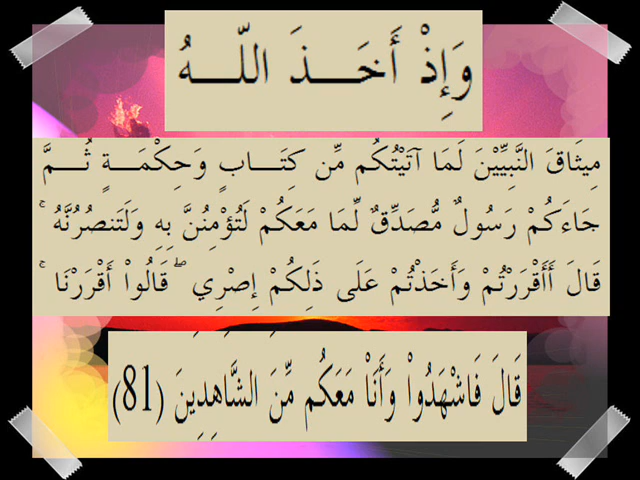 وَإِذْ أَخَـــذَ اللّـــهُ
مِيثَاقَ النَّبِيِّيْنَ لَمَا آتَيْتُكُم مِّن كِتَـــابٍ وَحِكْمَـــةٍ ثُـــمَّ
جَاءَكُمْ رَسُولٌ مُّصَدِّقٌ لِّمَا مَعَكُمْ لَتُؤْمِنُنَّ بِهِ وَلَتَنصُرُنَّهُ ۚ
قَالَ أَأَقْرَرْتُمْ وَأَخَذْتُمْ عَلَى ذَلِكُمْ إِصْرِي ۖ قَالُواْ أَقْرَرْنَا ۚ
قَالَ فَاشْهَدُواْ وَأَنَاْ مَعَكُم مِّنَ الشَّاهِدِينَ (81)